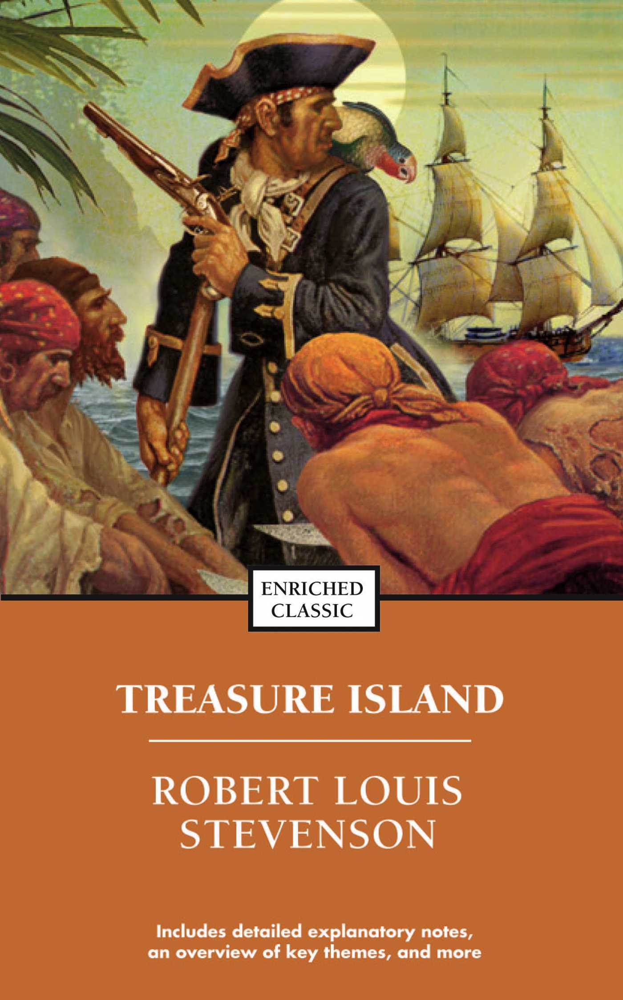 ENRICHED
CLASSIC
TREASURE ISLAND
ROBERT LOUIS
STEVENSON
Includes detailed explanatory notes,
an overview of key themes, and more